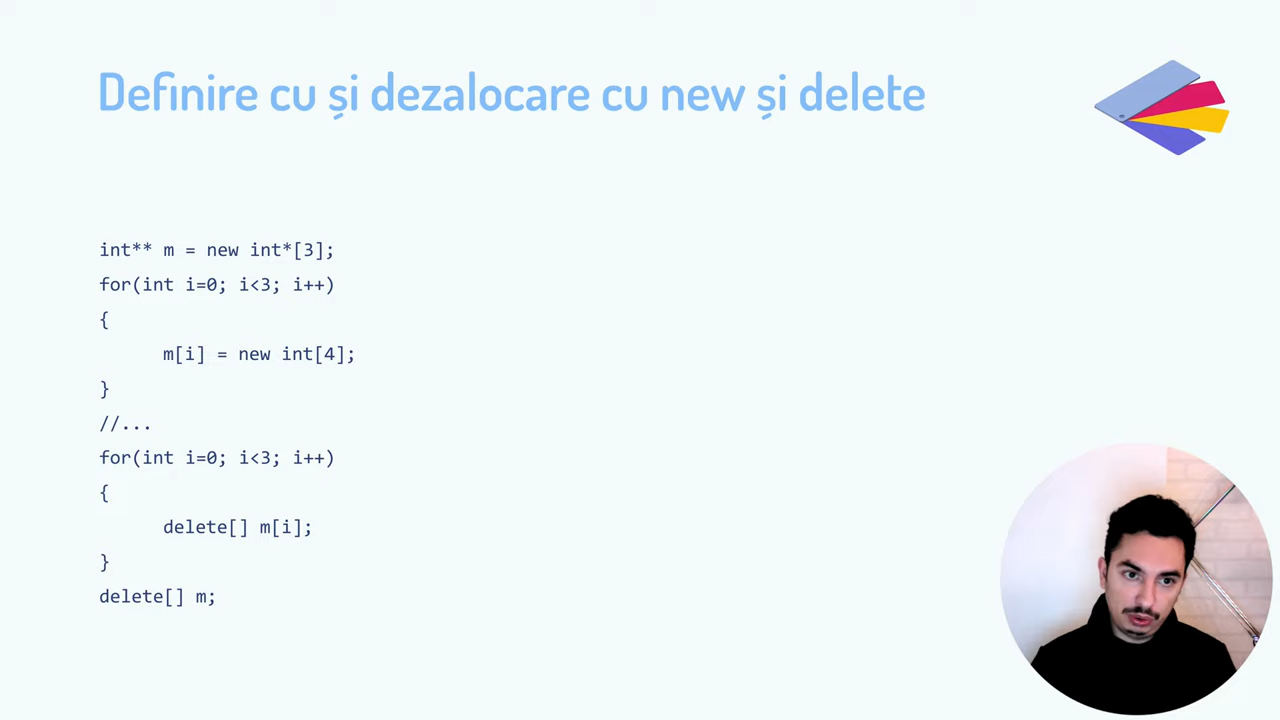 Definire cu și dezalocare cu new și delete
int** m = new int*[3];
for(int i=0; i<3; i++)
{
m[i] = new int[4];
}
//...
for(int i=0; i<3; i++)
{
delete[] m[i];
}
delete[] m;